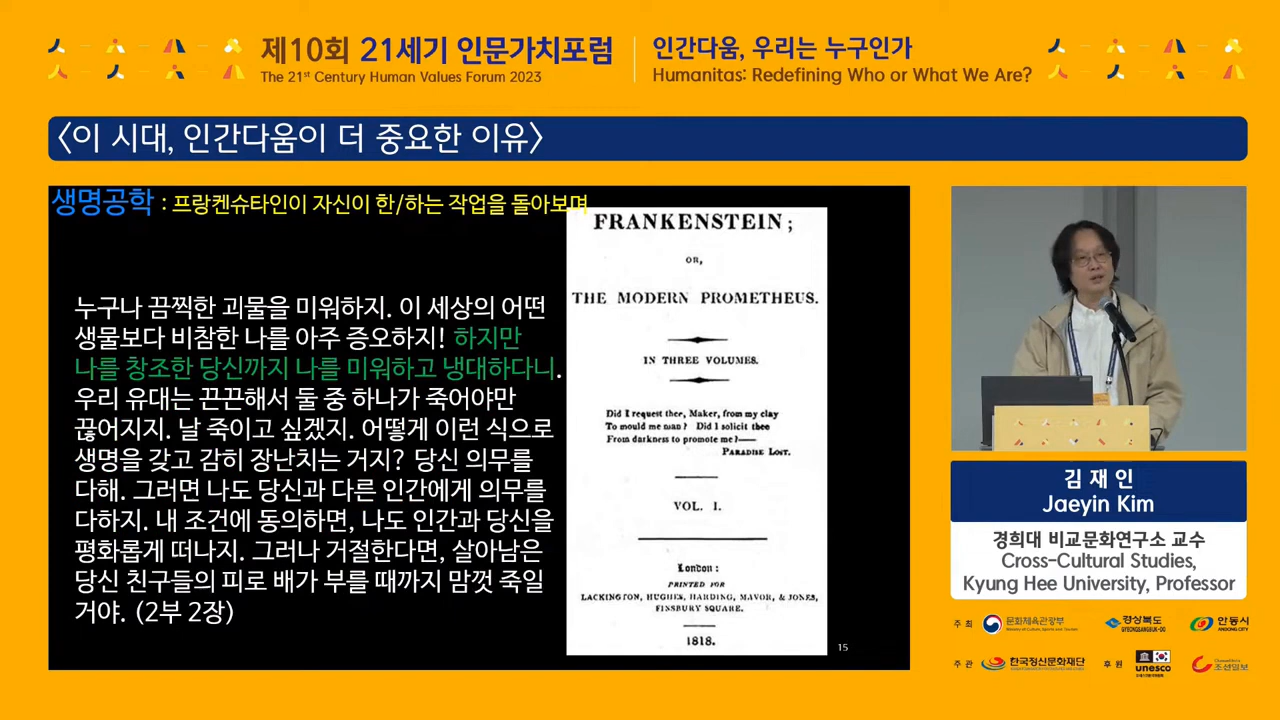 제10회 21세기 인문가치포럼
The 21st Century Human Values Forum 2023
인간다움, 우리는 누구인가
Humanitas: Redefining Who or What We Are?
<이 시대, 인간다움이 더 중요한 이유>
생명공학 : 프랑켄슈타인이 자신이 한/하는 작업을 돌아보며
누구나 끔찍한 괴물을 미워하지. 이 세상의 어떤
생물보다 비참한 나를 아주 증오하지! 하지만
나를 창조한 당신까지 나를 미워하고 냉대하다니.
우리 유대는 끈끈해서 둘 중 하나가 죽어야만
끊어지지. 날 죽이고 싶겠지. 어떻게 이런 식으로
생명을 갖고 감히 장난치는 거지? 당신 의무를
다해. 그러면 나도 당신과 다른 인간에게 의무를
다하지. 내 조건에 동의하면, 나도 인간과 당신을
평화롭게 떠나지. 그러나 거절한다면, 살아남은
당신 친구들의 피로 배가 부를 때까지 맘껏 죽일
거야. (2부 2장)
FRANKENSTEIN;
OR,
THE MODERN PROMETHEUS.
IN THREE VOLUMES.
Did I request thee, Maker, from my clay
To mould me man? Did I solicit thee
From darkness to promote me?—
PARADISE LOST.
VOL. I.
London:
PRINTED FOR
LACKINGTON, HUGHES, HARDING, MAVOR, & JONES,
FINSBURY SQUARE.
1818.
15
김 재 인
Jaeyin Kim
경희대 비교문화연구소 교수
Cross-Cultural Studies,
Kyung Hee University, Professor
주 최
문화체육관광부
Ministry of Culture, Sports and Tourism
경상북도
GYEONGSANGBUK-DO
안동시
ANDONG CITY
주 관
한국정신문화재단
후 원
unesco
조선일보